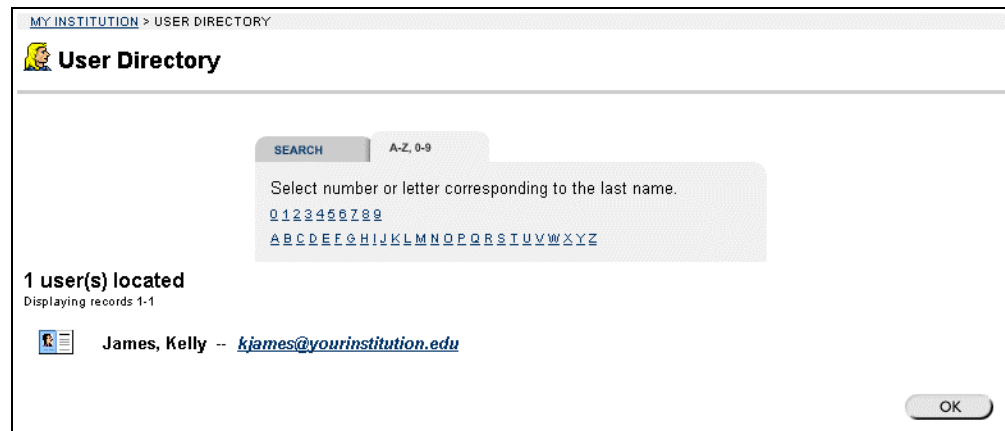 MY INSTITUTION > USER DIRECTORY
User Directory
SEARCH A-Z, 0-9
Select number or letter corresponding to the last name.
0 1 2 3 4 5 6 7 8 9
A B C D E F G H I J K L M N O P Q R S T U V W X Y Z
1 user(s) located
Displaying records 1-1
James, Kelly -- kjames@yourinstitution.edu
OK